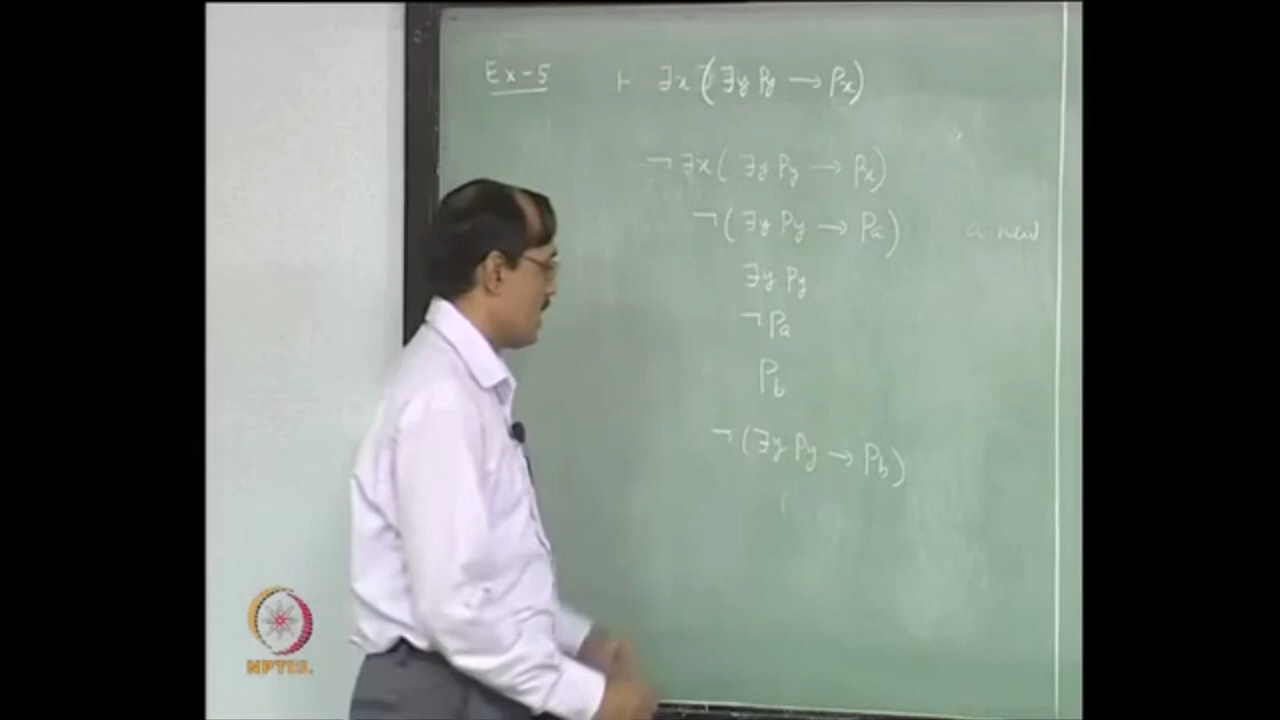 Ex-5 ⊢ ∃x(∃y Py → Px)
¬∃x(∃y Py → Px)
¬(∃y Py → Pa) a new
∃y Py
¬Pa
Pb
¬(∃y Py → Pb)
NPTEL